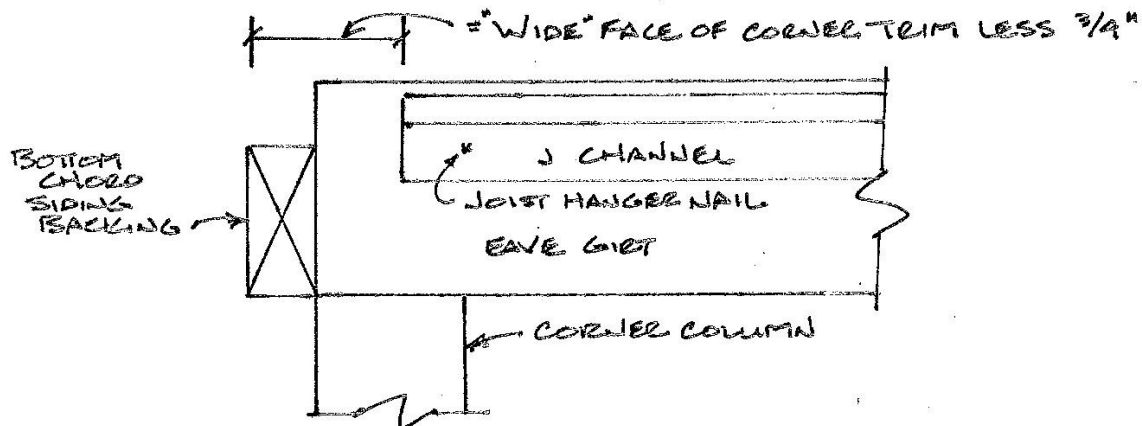 ="WIDE" FACE OF CORNER TRIM LESS 3/4"
BOTTOM
CHORD
SIDING
BACKING
J CHANNEL
JOIST HANGER NAIL
EAVE GIRT
CORNER COLUMN